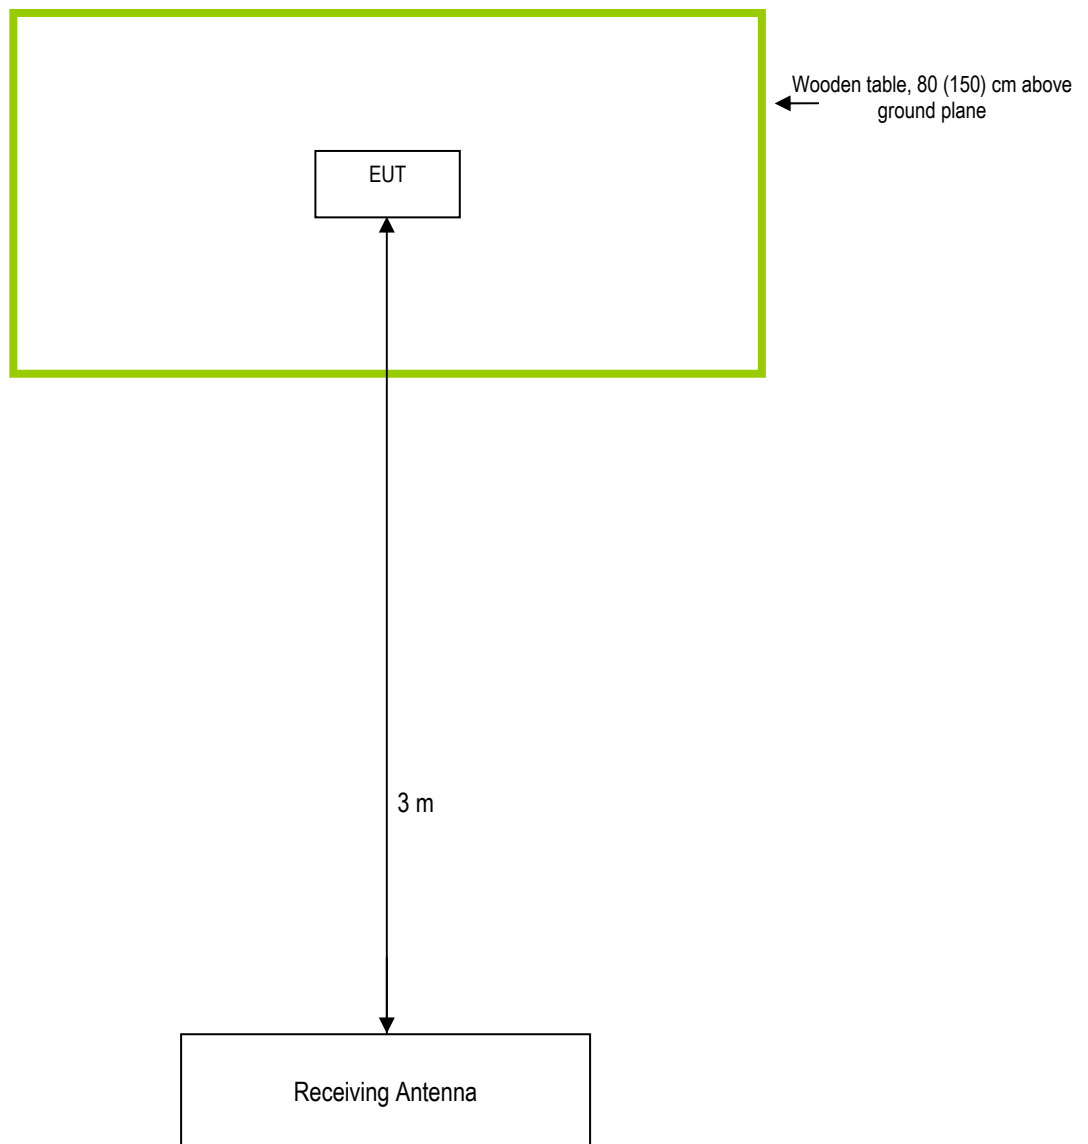 Wooden table, 80 (150) cm above
ground plane
EUT
3 m
Receiving Antenna